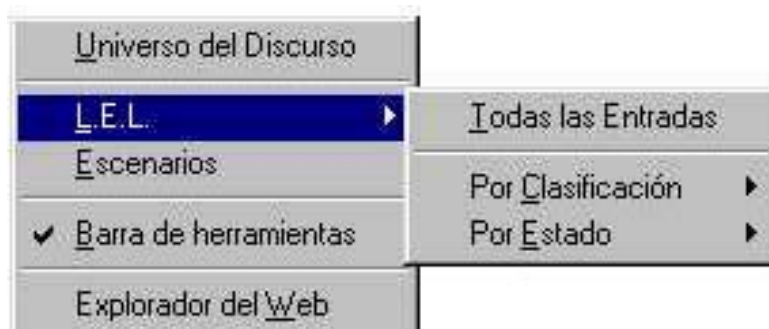 Universo del Discurso
L.E.L.
Escenarios
Barra de herramientas
Explorador del Web
Todas las Entradas
Por Clasificación
Por Estado